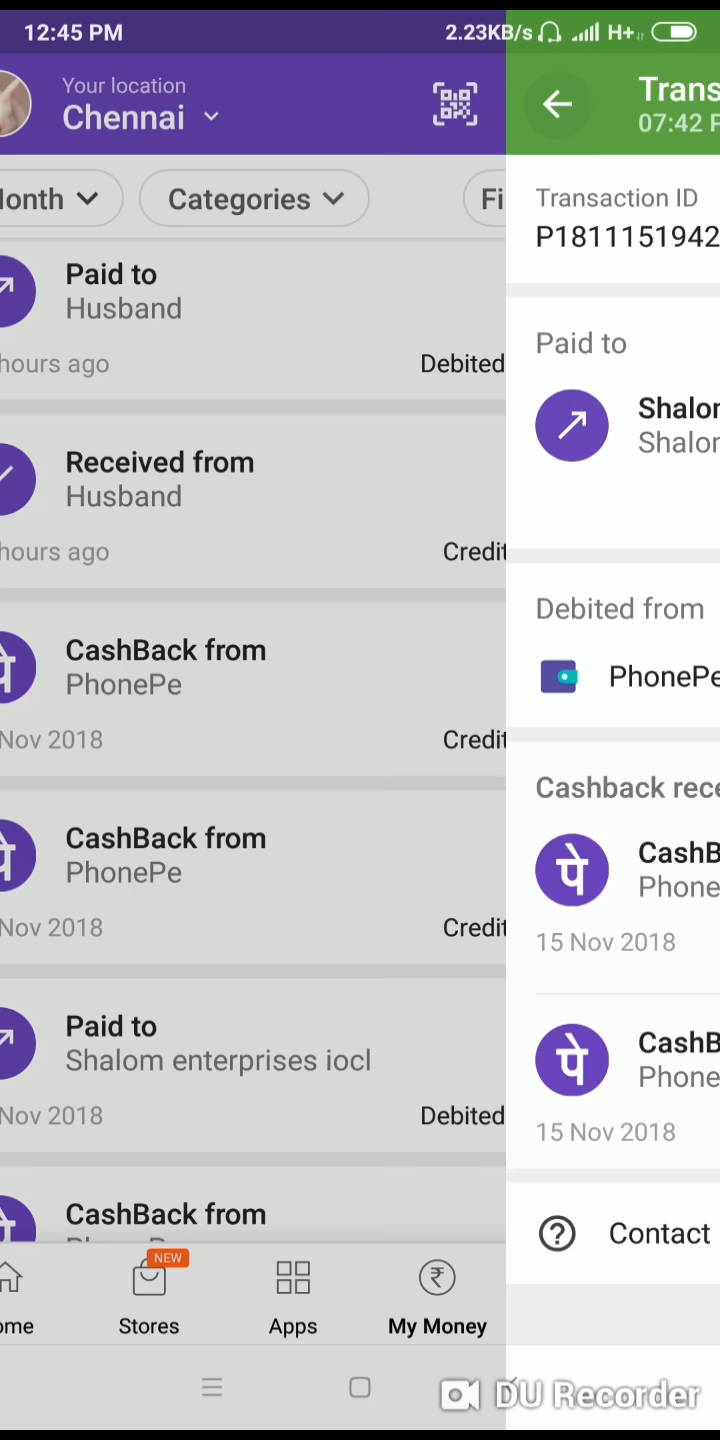 12:45 PM
2.23KB/s
H+
Your location
Chennai
Month
Categories
Fi
Paid to
Husband
hours ago
Debited
Received from
Husband
hours ago
Credit
CashBack from
PhonePe
Nov 2018
Credit
पे
CashBack from
PhonePe
Nov 2018
Credit
पे
Paid to
Shalom enterprises iocl
Nov 2018
Debited
CashBack from
NEW
ome
Stores
Apps
My Money
Trans
07:42 P
Transaction ID
P1811151942
Paid to
Shalom
Shalom
Debited from
PhonePe
Cashback rece
पे
CashB
Phone
15 Nov 2018
पे
CashB
Phone
15 Nov 2018
Contact
DU Recorder